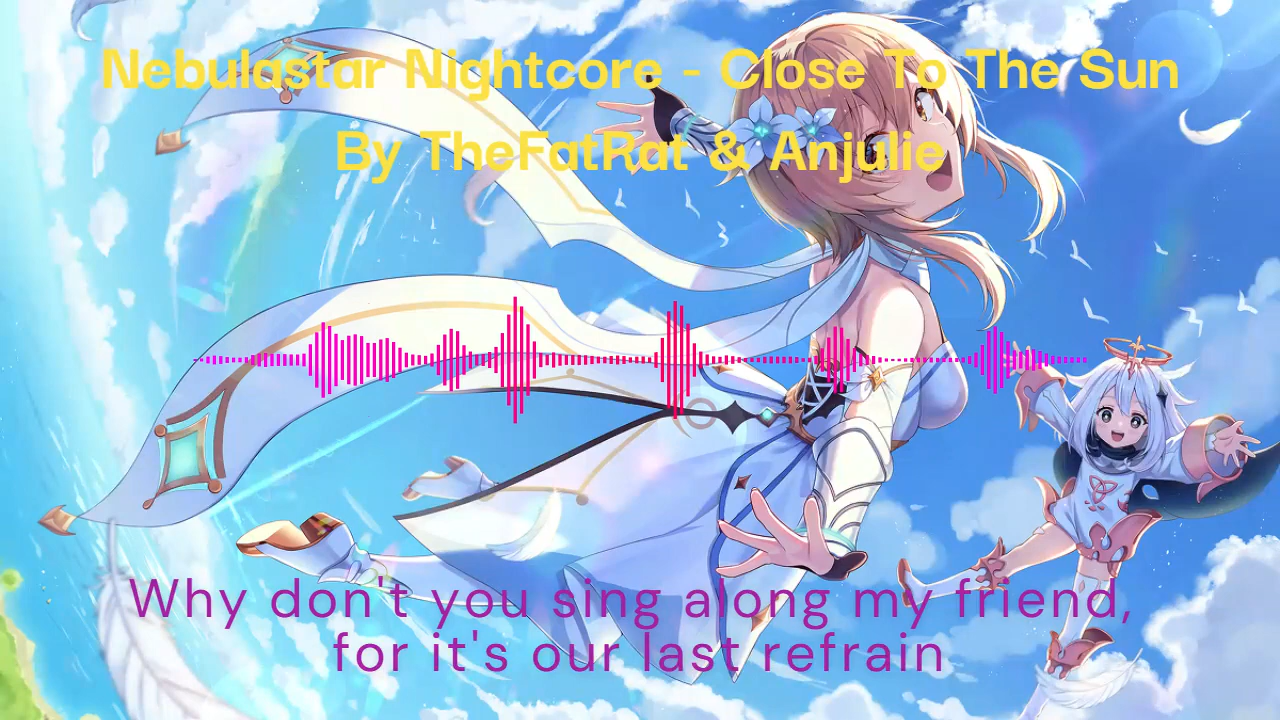 Nebulastar Nightcore - Close To The Sun
By TheFatRat & Anjulie
Why don't you sing along my friend,
for it's our last refrain